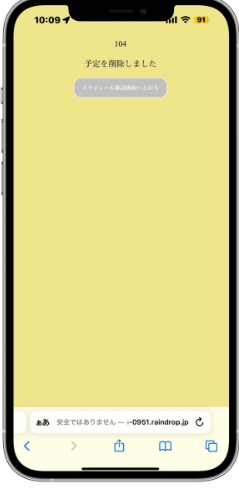 10:09
91
104
予定を削除しました
スケジュール確認画面へと戻る
ぁあ 安全ではありません — -0951.raindrop.jp